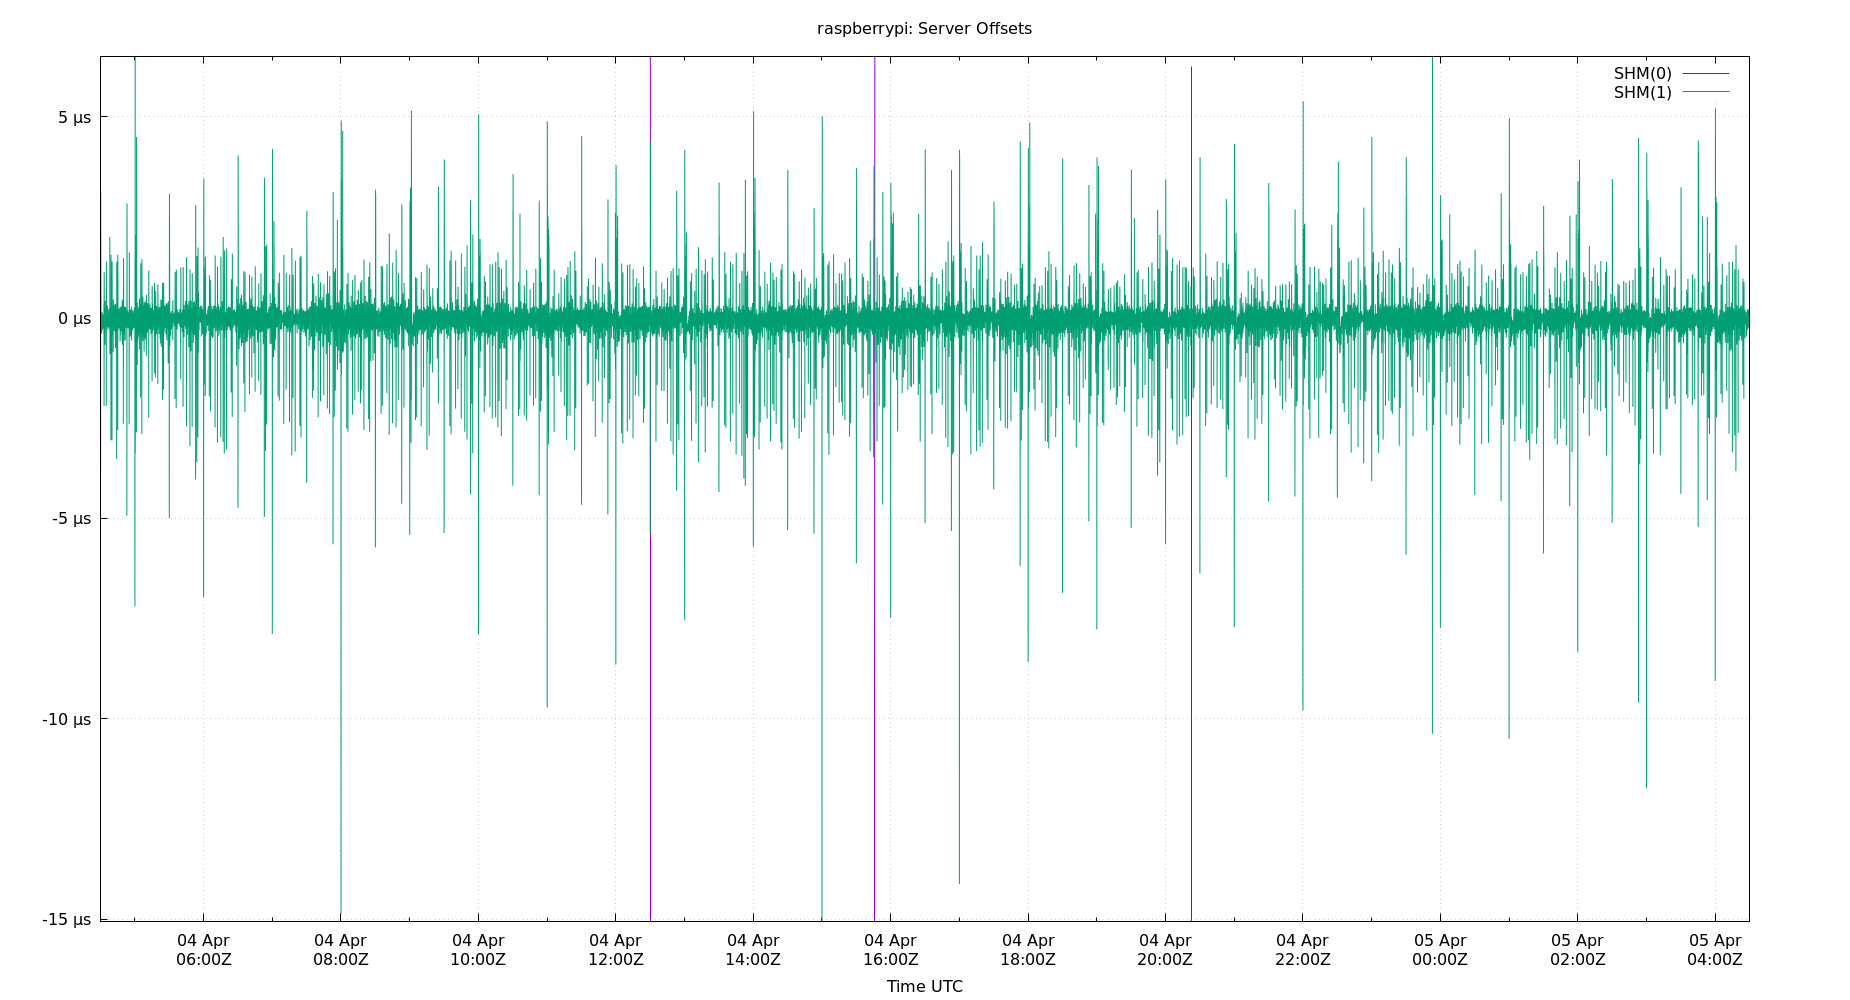 raspberrypi: Server Offsets
SHM(0)
SHM(1)
5 µs
0 µs
-5 µs
-10 µs
-15 µs
04 Apr 04 Apr 04 Apr 04 Apr 04 Apr 04 Apr 04 Apr 04 Apr 04 Apr 05 Apr 05 Apr 05 Apr
06:00Z 08:00Z 10:00Z 12:00Z 14:00Z 16:00Z 18:00Z 20:00Z 22:00Z 00:00Z 02:00Z 04:00Z
Time UTC